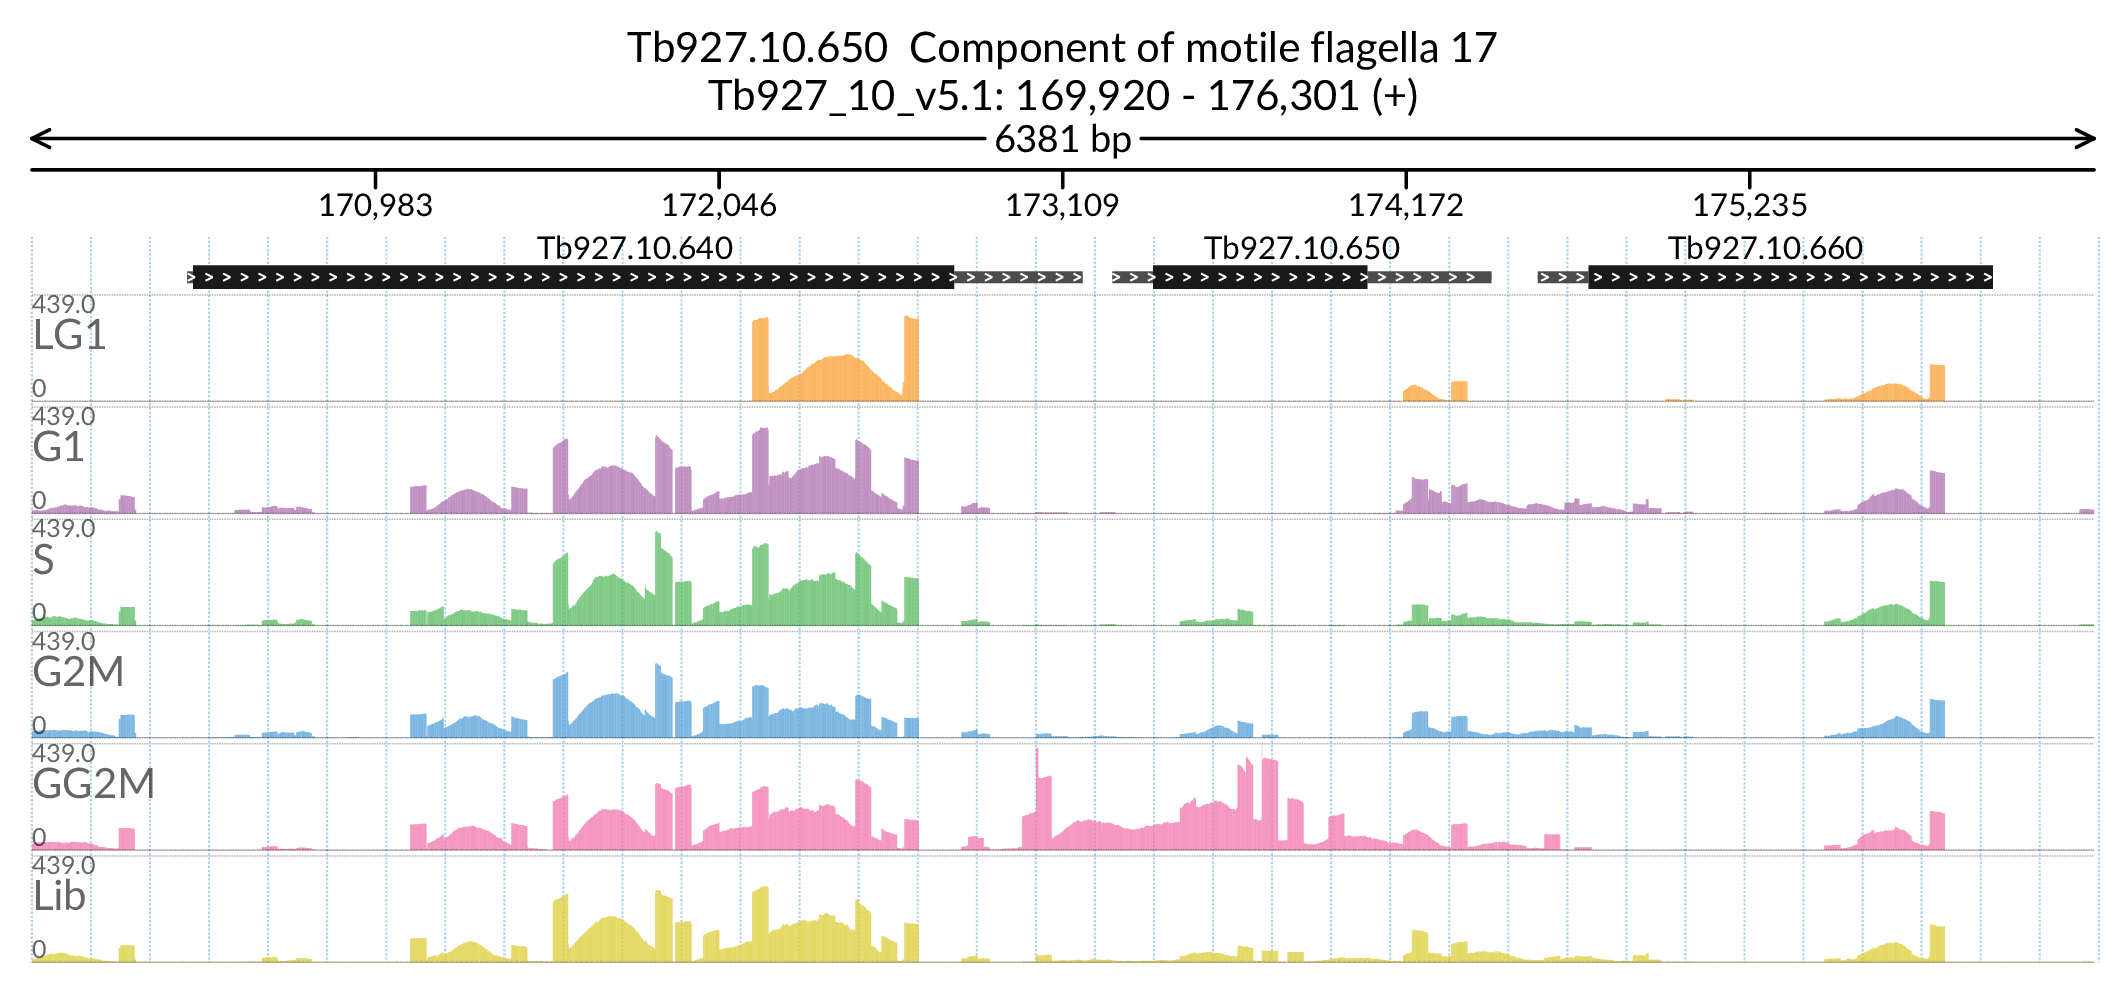 Tb927.10.650 Component of motile flagella 17
Tb927_10_v5.1: 169,920 - 176,301 (+)
6381 bp
170,983 172,046 173,109 174,172 175,235
Tb927.10.640 Tb927.10.650 Tb927.10.660
439.0
LG1
0
439.0
G1
0
439.0
S
0
439.0
G2M
0
439.0
GG2M
0
439.0
Lib
0